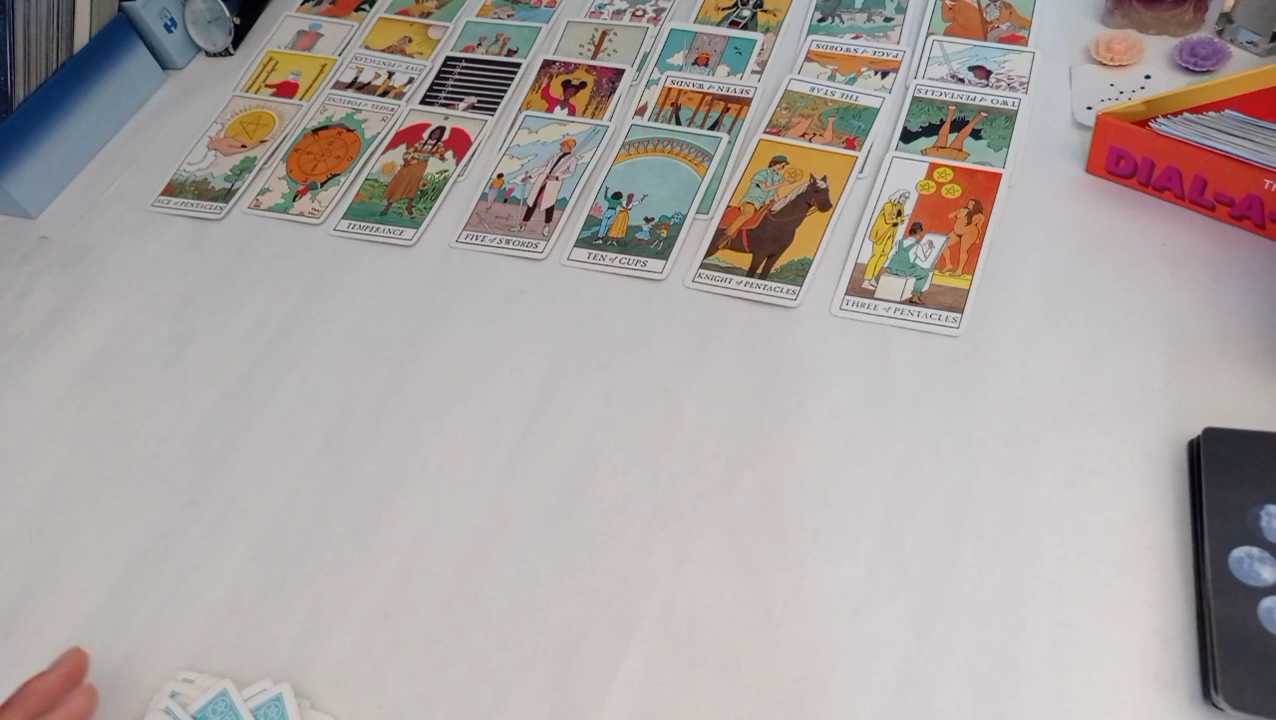 ACE of SWORDS
FIVE of PENTACLES
SEVEN of WANDS
THE STAR
TWO of PENTACLES
WHEEL of FORTUNE
ACE of PENTACLES
TEMPERANCE
FIVE of SWORDS
TEN of CUPS
KNIGHT of PENTACLES
THREE of PENTACLES
DIAL-A-